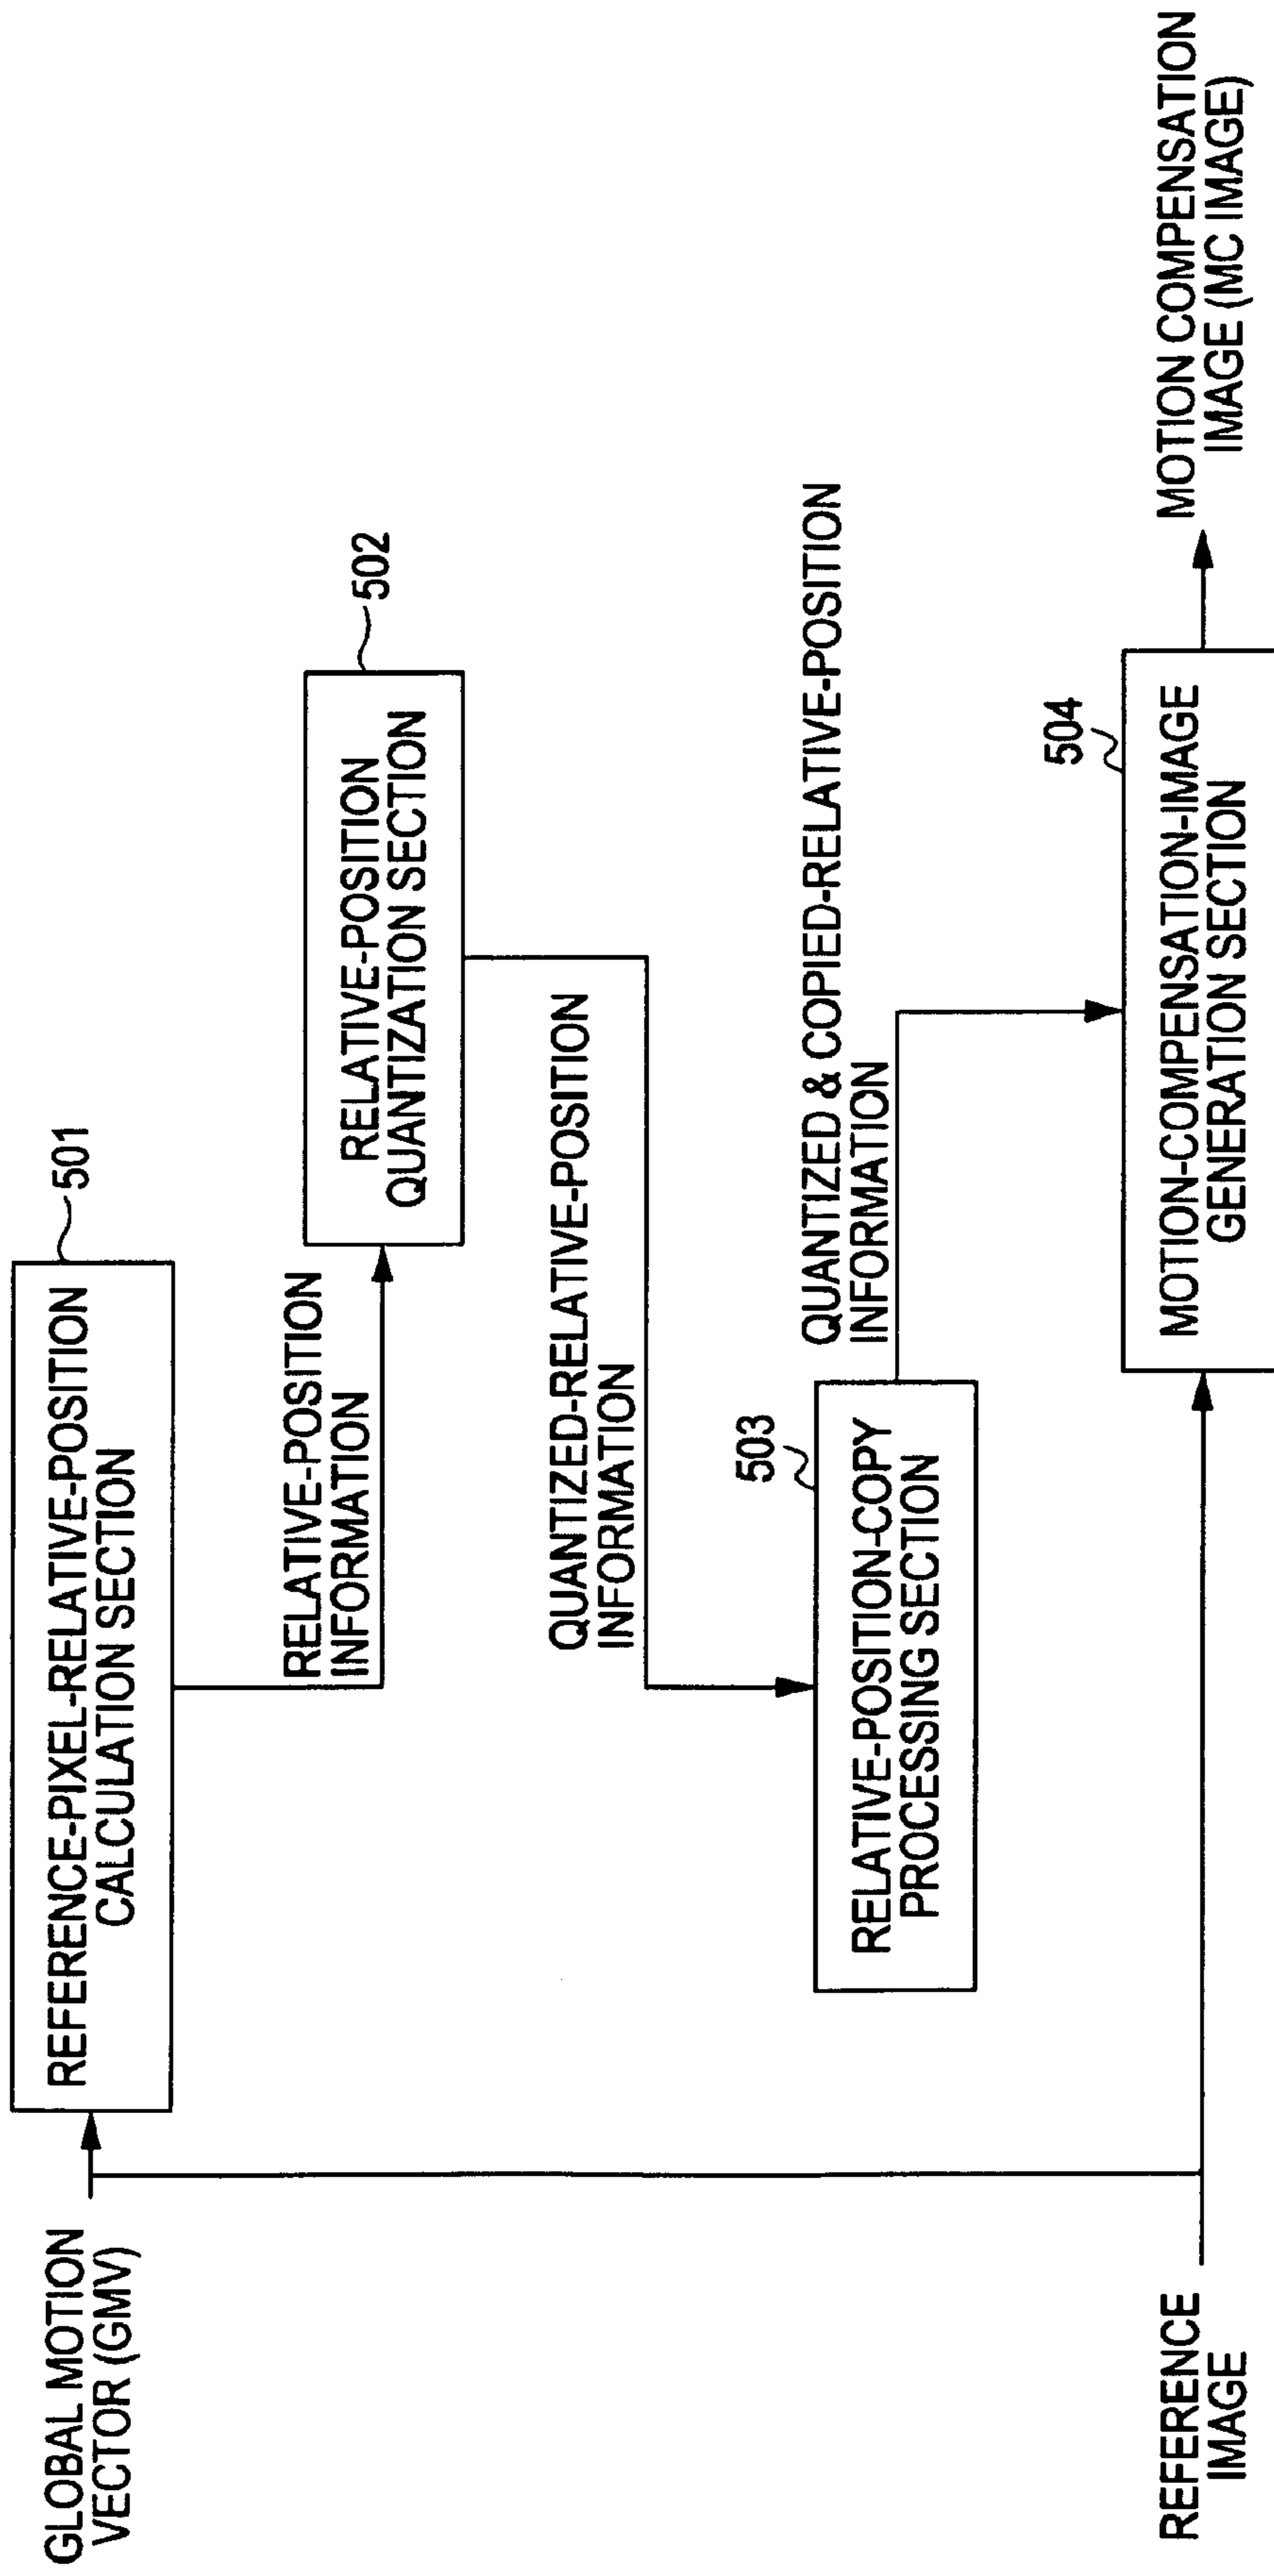 GLOBAL MOTION
VECTOR (GMV)
501
REFERENCE-PIXEL-RELATIVE-POSITION
CALCULATION SECTION
RELATIVE-POSITION
INFORMATION
502
RELATIVE-POSITION
QUANTIZATION SECTION
QUANTIZED-RELATIVE-POSITION
INFORMATION
503
RELATIVE-POSITION-COPY
PROCESSING SECTION
QUANTIZED & COPIED-RELATIVE-POSITION
INFORMATION
504
MOTION-COMPENSATION-IMAGE
GENERATION SECTION
REFERENCE
IMAGE
MOTION COMPENSATION
IMAGE (MC IMAGE)